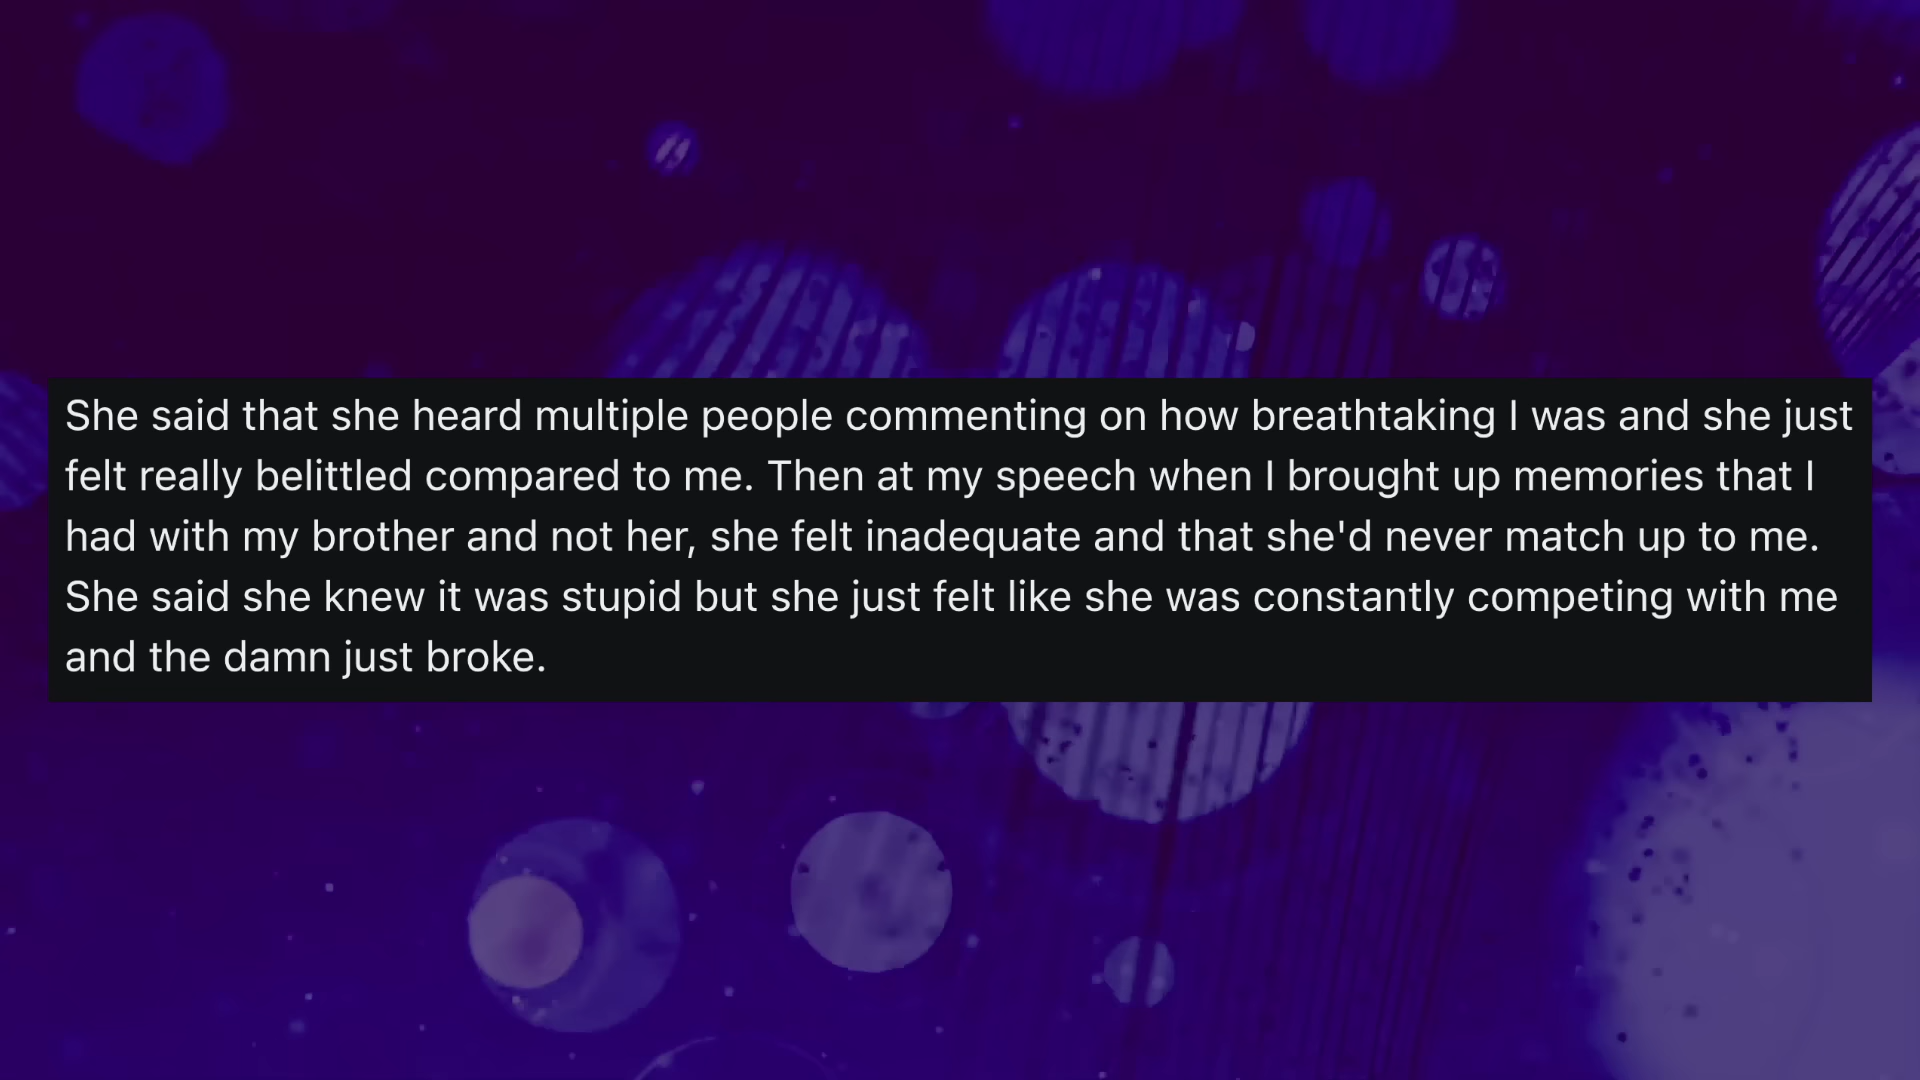 She said that she heard multiple people commenting on how breathtaking I was and she just
felt really belittled compared to me. Then at my speech when I brought up memories that I
had with my brother and not her, she felt inadequate and that she'd never match up to me.
She said she knew it was stupid but she just felt like she was constantly competing with me
and the damn just broke.